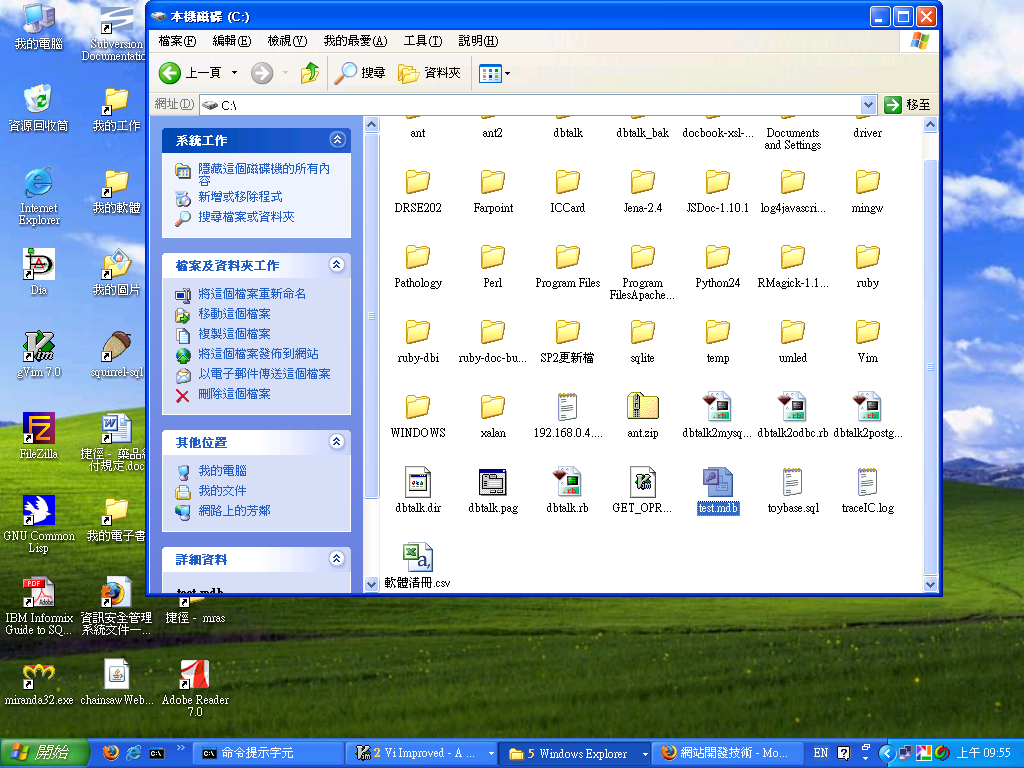 我的電腦
Subversion
Documentatic
資源回收筒
我的工作
Internet
Explorer
我的軟體
Dia
我的圖片
gVim 7.0
squirrel-sql
FileZilla
捷徑 - 藥品
付規定.doc
GNU Common
Lisp
我的電子書
IBM Informix
Guide to SQ...
資訊安全管理
系統文件一...
捷徑 - mras
miranda32.exe
chainsaw Web...
Adobe Reader
7.0
本機磁碟 (C:)
檔案(F) 編輯(E) 檢視(V) 我的最愛(A) 工具(T) 說明(H)
上一頁 搜尋 資料夾
網址(D) C:\ 移至
系統工作
隱藏這個磁碟機的所有內
容
新增或移除程式
搜尋檔案或資料夾
檔案及資料夾工作
將這個檔案重新命名
移動這個檔案
複製這個檔案
將這個檔案發佈到網站
以電子郵件傳送這個檔案
刪除這個檔案
其他位置
我的電腦
我的文件
網路上的芳鄰
詳細資料
test.mdb
ant ant2 dbtalk dbtalk_bak docbook-xsl-... Documents driver
and Settings
DRSE202 Farpoint ICCard Jena-2.4 JSDoc-1.10.1 log4javascri... mingw
Pathology Perl Program Files Program Python24 RMagick-1.1... ruby
FilesApache...
ruby-dbi ruby-doc-bu... SP2更新檔 sqlite temp umled Vim
WINDOWS xalan 192.168.0.4.... ant.zip dbtalk2mysq... dbtalk2odbc.rb dbtalk2postg...
dbtalk.dir dbtalk.pag dbtalk.rb GET_OPR... test.mdb toybase.sql traceIC.log
軟體清冊.csv
開始 命令提示字元 2 Vi Improved - A ... 5 Windows Explorer 網站開發技術 - Mo... EN 上午 09:55